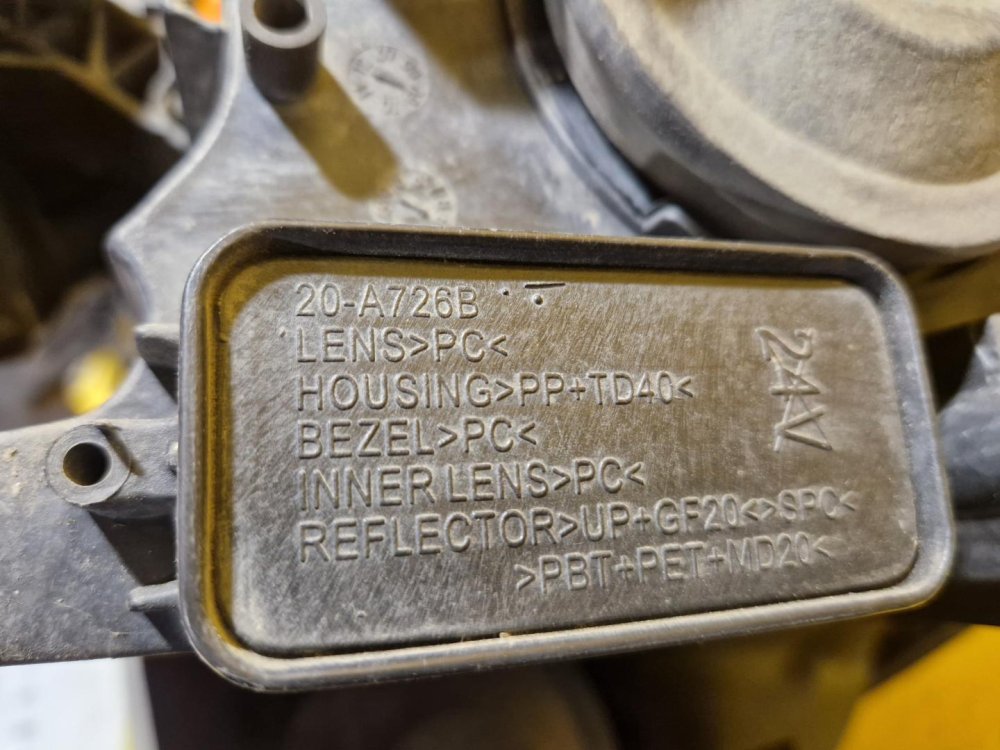 20-A726B
LENS>PC<
HOUSING>PP+TD40<
BEZEL>PC<
INNER LENS>PC<
REFLECTOR>UP+GF20<>SPC<
>PBT+PET+MD20<
24V